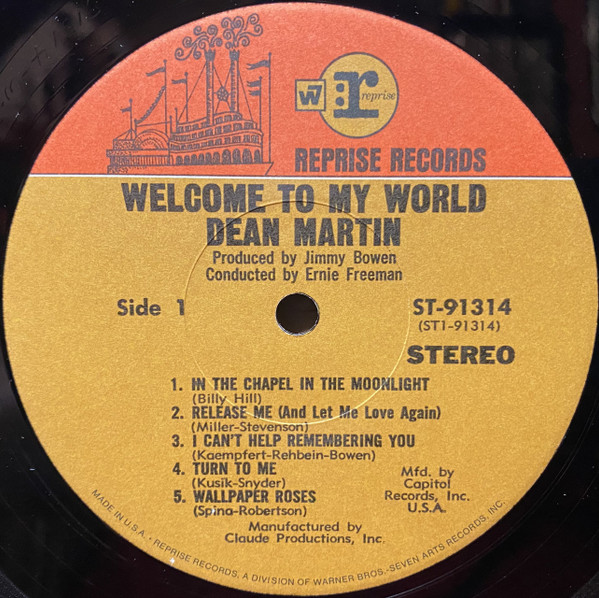 W7
r
reprise
REPRISE RECORDS
WELCOME TO MY WORLD
DEAN MARTIN
Produced by Jimmy Bowen
Conducted by Ernie Freeman
Side 1
ST-91314
(ST1-91314)
STEREO
1. IN THE CHAPEL IN THE MOONLIGHT
(Billy Hill)
2. RELEASE ME (And Let Me Love Again)
(Miller-Stevenson)
3. I CAN'T HELP REMEMBERING YOU
(Kaempfert-Rehbein-Bowen)
4. TURN TO ME
(Kusik-Snyder)
5. WALLPAPER ROSES
(Spina-Robertson)
Mfd. by
Capitol
Records, Inc.
U.S.A.
Manufactured by
Claude Productions, Inc.
MADE IN U.S.A. • REPRISE RECORDS, A DIVISION OF WARNER BROS.-SEVEN ARTS RECORDS, INC.